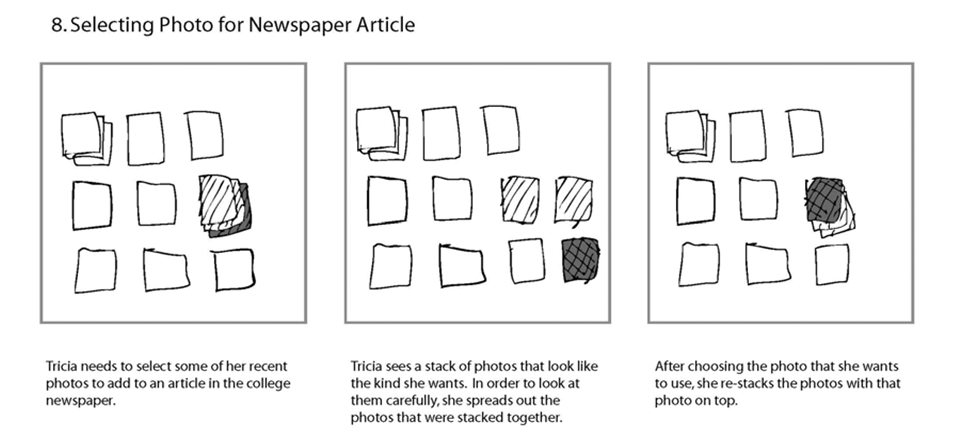 8. Selecting Photo for Newspaper Article
Tricia needs to select some of her recent
photos to add to an article in the college
newspaper.
Tricia sees a stack of photos that look like
the kind she wants. In order to look at
them carefully, she spreads out the
photos that were stacked together.
After choosing the photo that she wants
to use, she re-stacks the photos with that
photo on top.